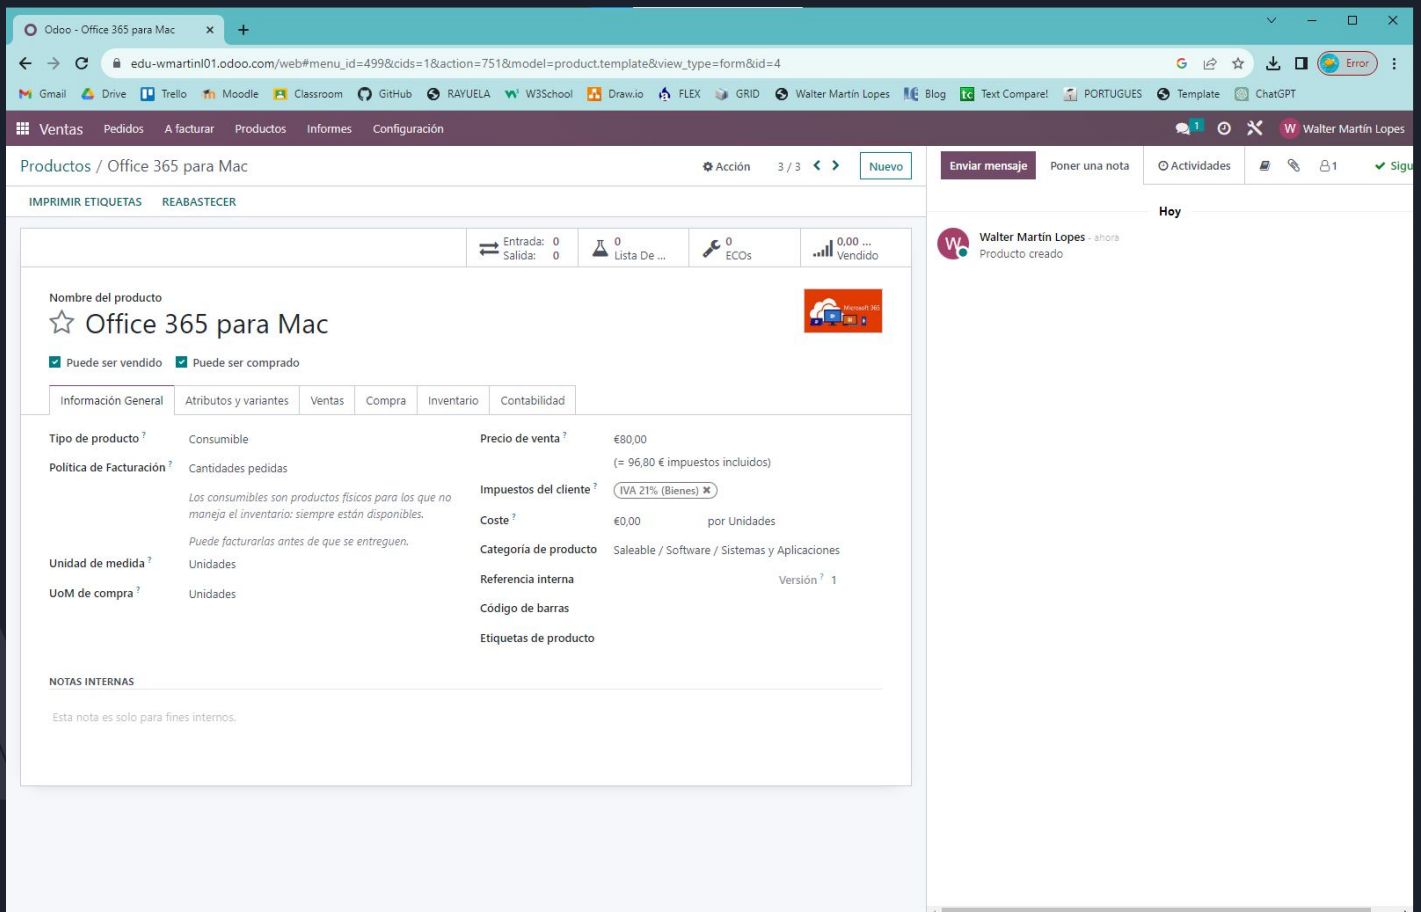 Odoo - Office 365 para Mac
edu-wmartinl01.odoo.com/web#menu_id=499&cids=1&action=751&model=product.template&view_type=form&id=4
Error
Gmail Drive Trello Moodle Classroom GitHub RAYUELA W3School Draw.io FLEX GRID Walter Martín Lopes Blog Text Compare! PORTUGUES Template ChatGPT
Ventas Pedidos A facturar Productos Informes Configuración 1 W Walter Martín Lopes
Productos / Office 365 para Mac Acción 3 / 3 Nuevo
Enviar mensaje Poner una nota Actividades 1 Sigu
IMPRIMIR ETIQUETAS REABASTECER
Hoy
Entrada: 0
Salida: 0
0
Lista De ...
0
ECOs
0,00 ...
Vendido
W Walter Martín Lopes - ahora
Producto creado
Nombre del producto
Office 365 para Mac
Microsoft 365
Puede ser vendido Puede ser comprado
Información General Atributos y variantes Ventas Compra Inventario Contabilidad
Tipo de producto ? Consumible
Política de Facturación ? Cantidades pedidas
Los consumibles son productos físicos para los que no
maneja el inventario: siempre están disponibles.
Puede facturarlas antes de que se entreguen.
Unidad de medida ? Unidades
UoM de compra ? Unidades
Precio de venta ? €80,00
(= 96,80 € impuestos incluidos)
Impuestos del cliente ? IVA 21% (Bienes)
Coste ? €0,00 por Unidades
Categoría de producto Saleable / Software / Sistemas y Aplicaciones
Referencia interna Versión ? 1
Código de barras
Etiquetas de producto
NOTAS INTERNAS
Esta nota es solo para fines internos.